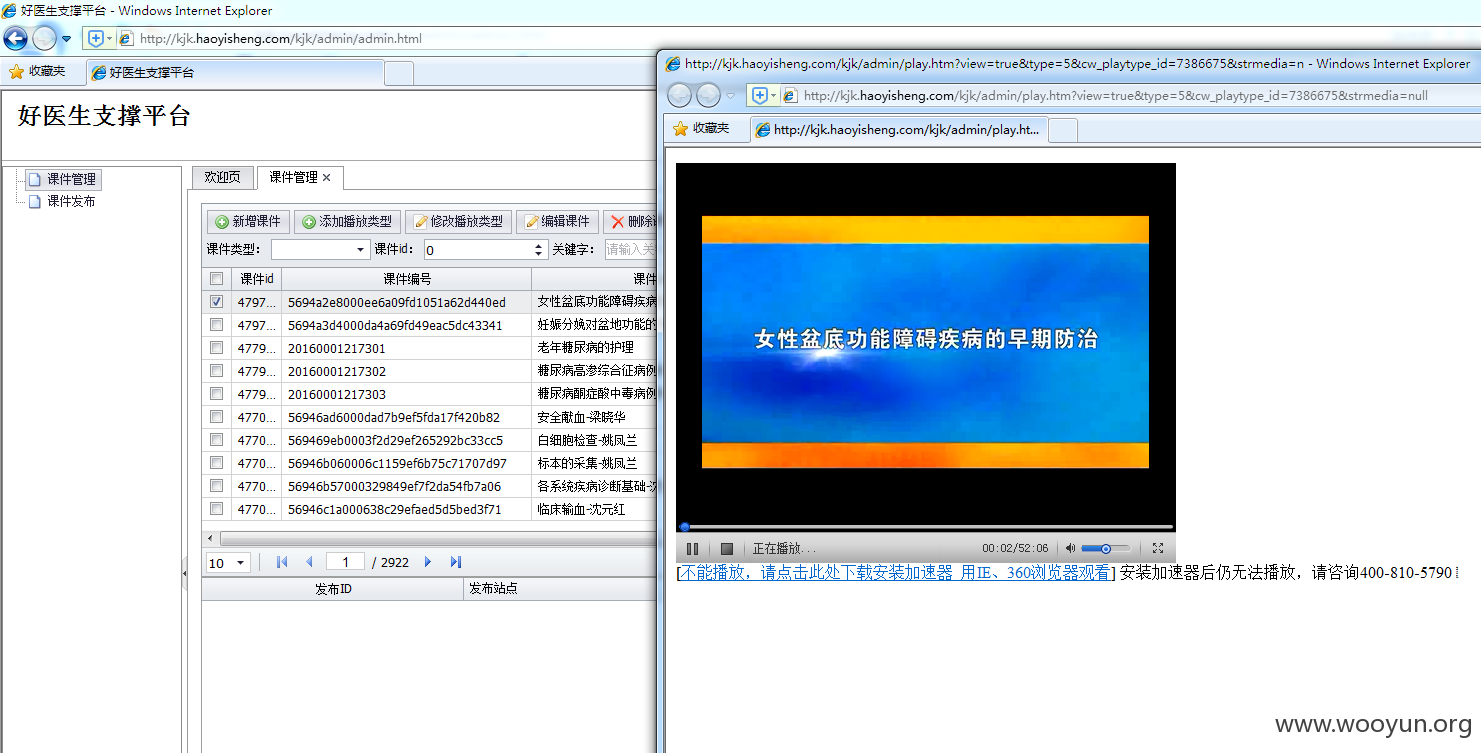 好医生支撑平台 - Windows Internet Explorer
http://kjk.haoyisheng.com/kjk/admin/admin.html
收藏夹
好医生支撑平台
好医生支撑平台
课件管理
课件发布
欢迎页
课件管理
新增课件
添加播放类型
修改播放类型
编辑课件
删除
课件类型：
课件id：
0
关键字：
请输入关
课件id
课件编号
课件
4797... 5694a2e8000ee6a09fd1051a62d440ed 女性盆底功能障碍疾病
4797... 5694a3d4000da4a69fd49eac5dc43341 妊娠分娩对盆地功能的
4779... 20160001217301 老年糖尿病的护理
4779... 20160001217302 糖尿病高渗综合征病例
4779... 20160001217303 糖尿病酮症酸中毒病例
4770... 56946ad6000dad7b9ef5fda17f420b82 安全献血-梁晓华
4770... 569469eb0003f2d29ef265292bc33cc5 白细胞检查-姚凤兰
4770... 56946b060006c1159ef6b75c71707d97 标本的采集-姚凤兰
4770... 56946b57000329849ef7f2da54fb7a06 各系统疾病诊断基础-沈
4770... 56946c1a000638c29efaed5d5bed3f71 临床输血-沈元红
10
1
/ 2922
发布ID
发布站点
http://kjk.haoyisheng.com/kjk/admin/play.htm?view=true&type=5&cw_playtype_id=7386675&strmedia=n - Windows Internet Explorer
http://kjk.haoyisheng.com/kjk/admin/play.htm?view=true&type=5&cw_playtype_id=7386675&strmedia=null
收藏夹
http://kjk.haoyisheng.com/kjk/admin/play.ht...
女性盆底功能障碍疾病的早期防治
正在播放...
00:02/52:06
[不能播放，请点击此处下载安装加速器 用IE、360浏览器观看] 安装加速器后仍无法播放，请咨询400-810-5790
www.wooyun.org